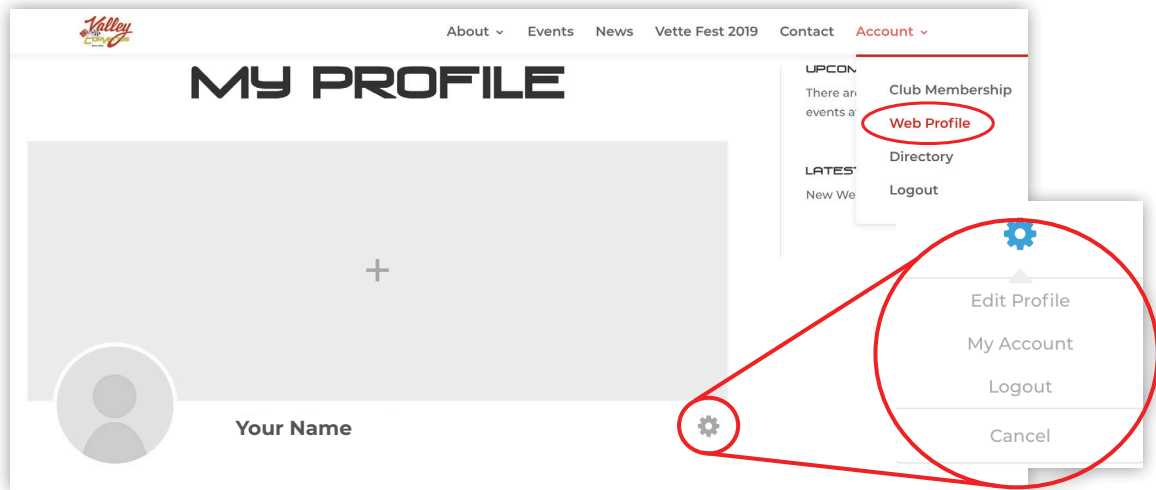 Valley
About Events News Vette Fest 2019 Contact Account
MY PROFILE
UPCOM
There are
events a
LATEST
New We
Club Membership
Web Profile
Directory
Logout
Your Name
Edit Profile
My Account
Logout
Cancel